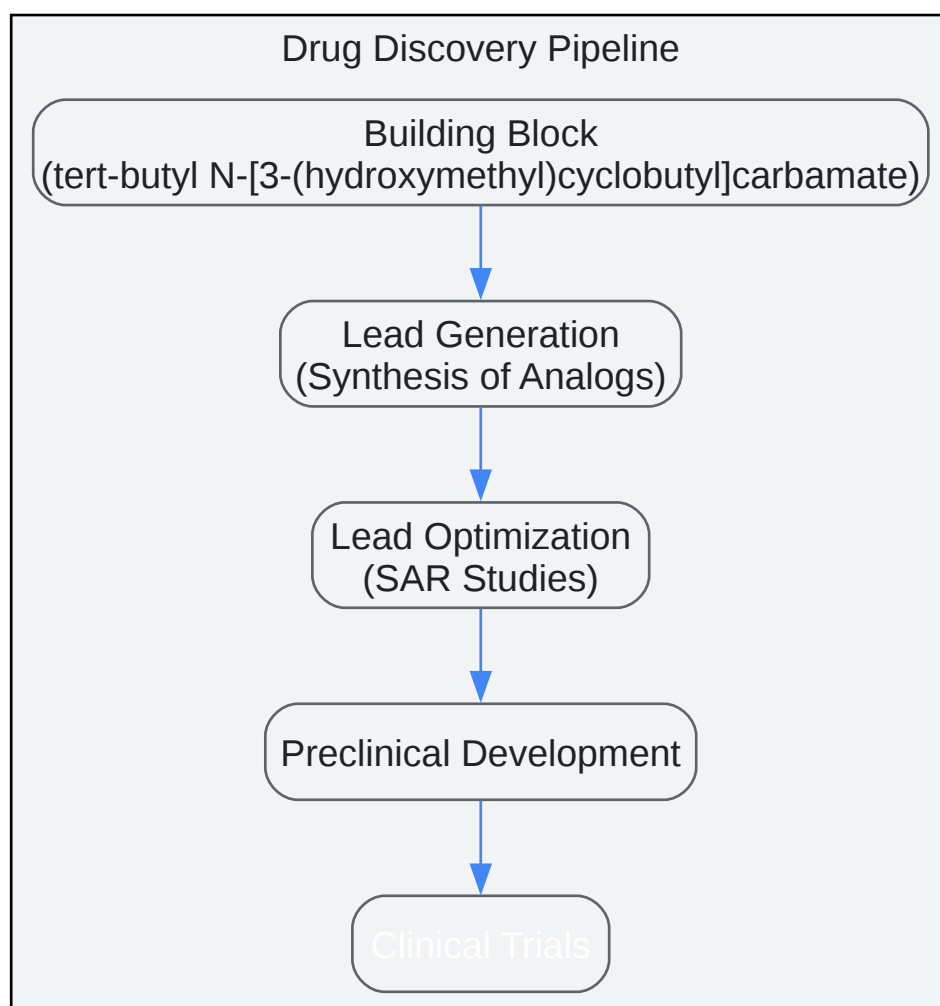 Drug Discovery Pipeline
Building Block
(tert-butyl N-[3-(hydroxymethyl)cyclobutyl]carbamate)
Lead Generation
(Synthesis of Analogs)
Lead Optimization
(SAR Studies)
Preclinical Development
Clinical Trials